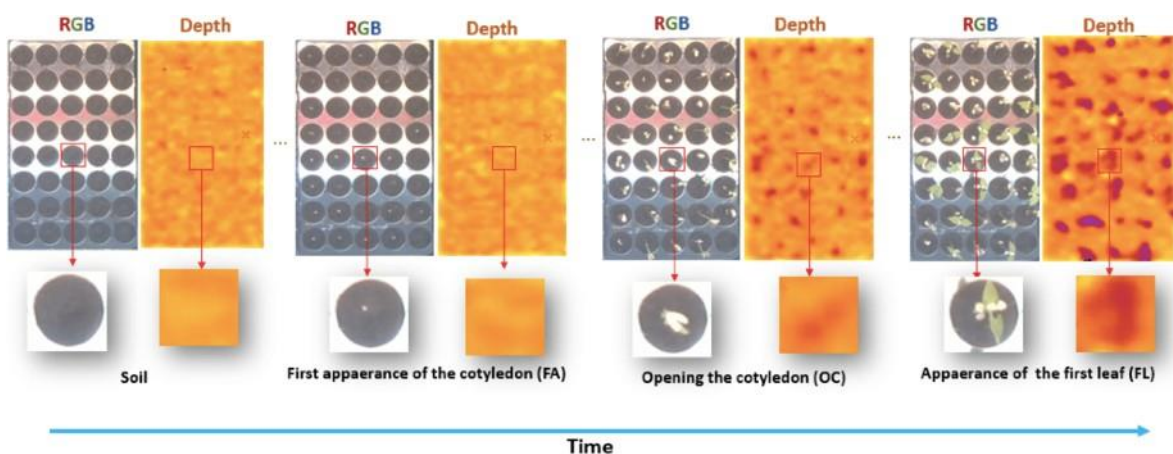 RGB Depth RGB Depth RGB Depth RGB Depth
... ... ...
Soil
First appaerance of the cotyledon (FA)
Opening the cotyledon (OC)
Appaerance of the first leaf (FL)
Time